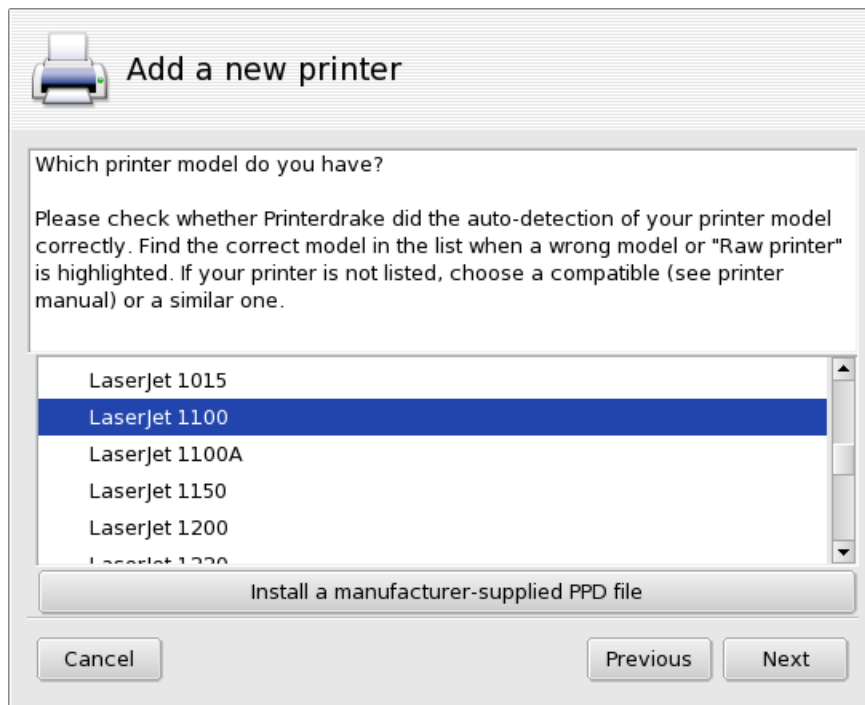 Add a new printer
Which printer model do you have?
Please check whether Printerdrake did the auto-detection of your printer model
correctly. Find the correct model in the list when a wrong model or "Raw printer"
is highlighted. If your printer is not listed, choose a compatible (see printer
manual) or a similar one.
LaserJet 1015
LaserJet 1100
LaserJet 1100A
LaserJet 1150
LaserJet 1200
LaserJet 1220
Install a manufacturer-supplied PPD file
Cancel
Previous
Next